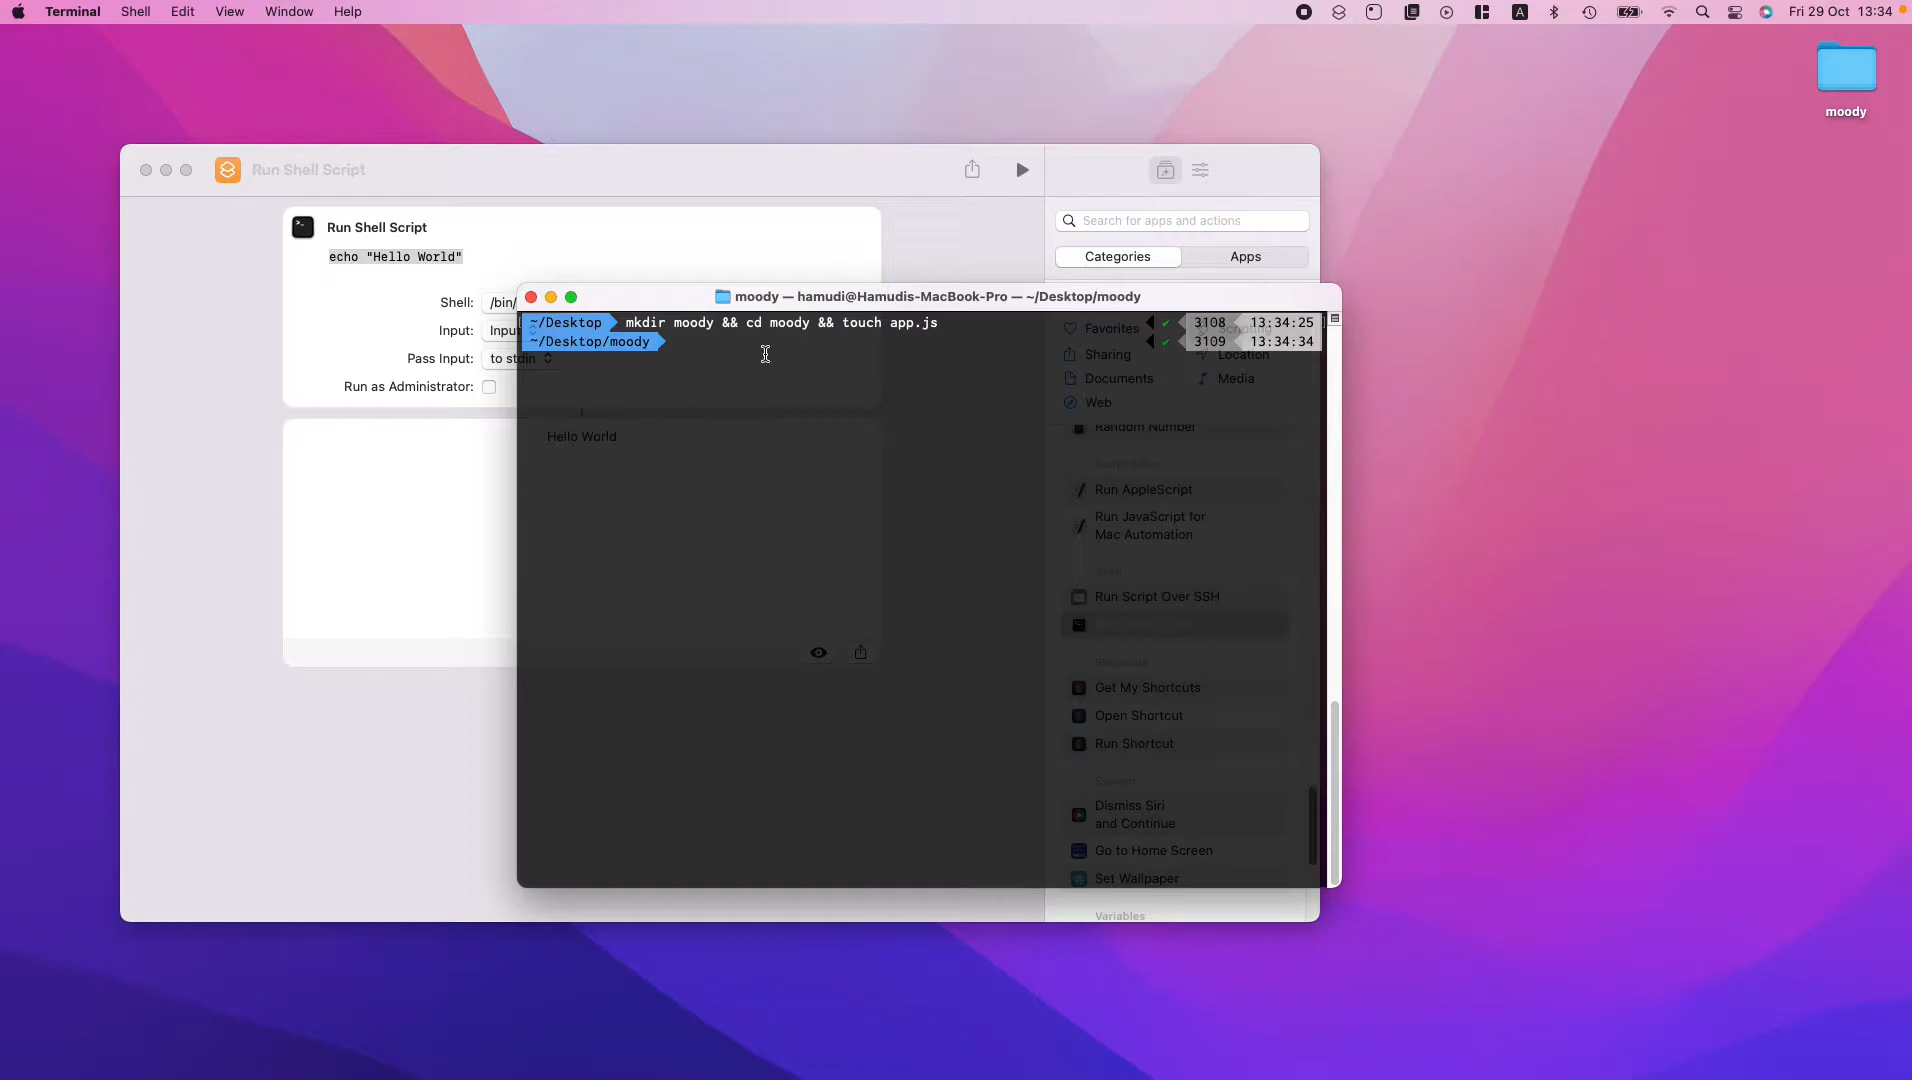 Terminal Shell Edit View Window Help
A
Fri 29 Oct 13:34
moody
Run Shell Script
Search for apps and actions
Run Shell Script
echo "Hello World"
Categories Apps
Shell: /bin/
moody — hamudi@Hamudis-MacBook-Pro — ~/Desktop/moody
~/Desktop mkdir moody && cd moody && touch app.js
3108 13:34:25
Input: Input
Favorites Scripting
~/Desktop/moody
3109 13:34:34
Pass Input: to stdin
Sharing Location
Run as Administrator:
Documents Media
Web
Hello World
Random Number
Run AppleScript
Run JavaScript for
Mac Automation
Run Script Over SSH
Get My Shortcuts
Open Shortcut
Run Shortcut
Dismiss Siri
and Continue
Go to Home Screen
Set Wallpaper
Variables